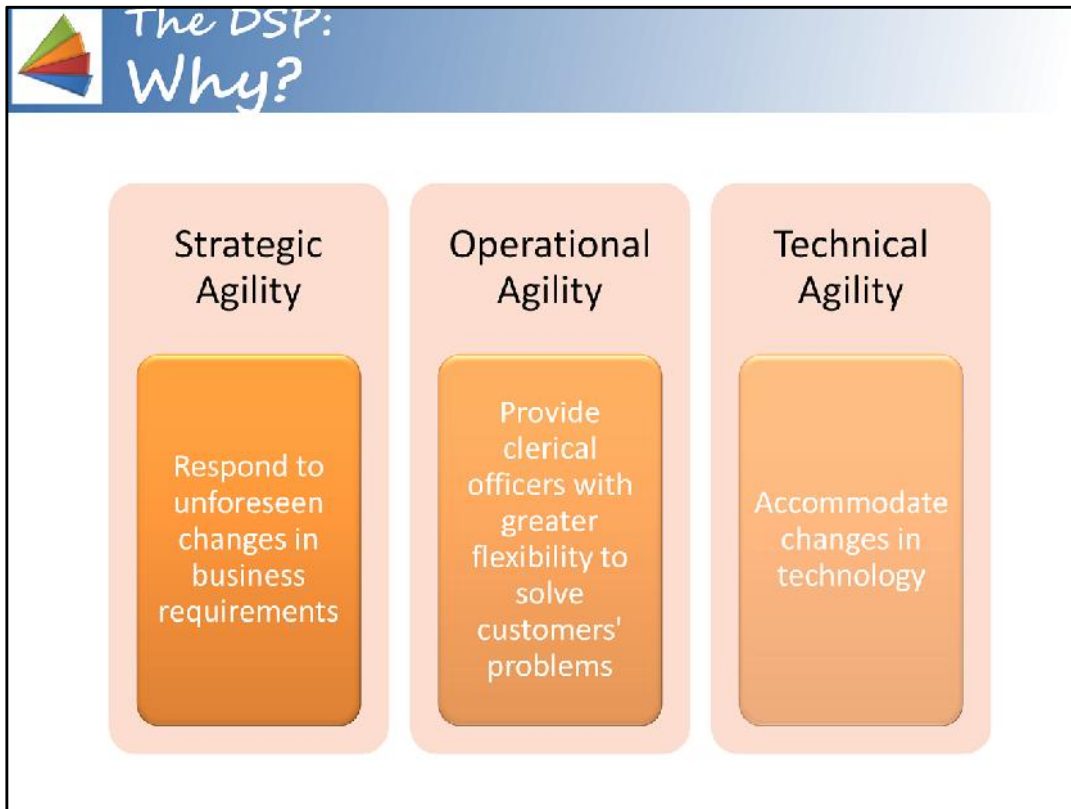 The DSP:
Why?
Strategic
Agility
Respond to
unforeseen
changes in
business
requirements
Operational
Agility
Provide
clerical
officers with
greater
flexibility to
solve
customers'
problems
Technical
Agility
Accommodate
changes in
technology